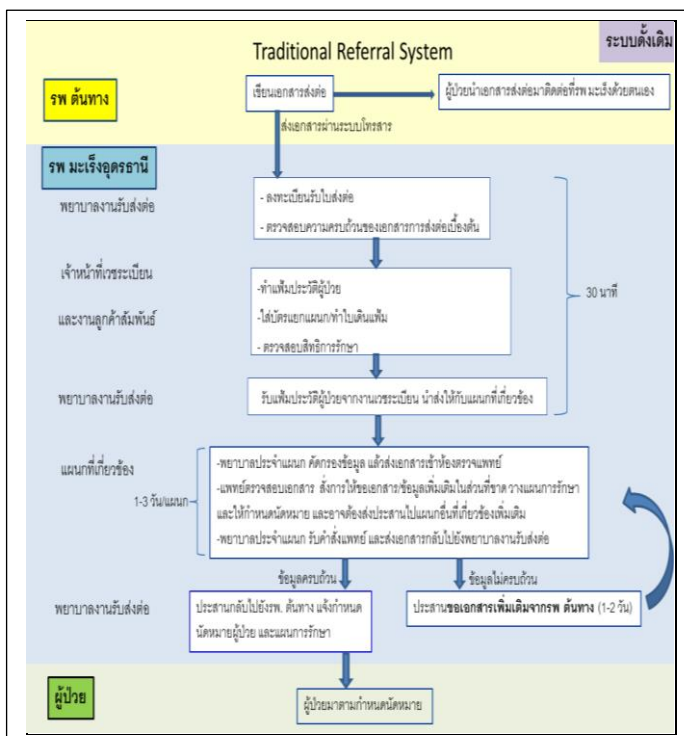 ระบบดั้งเดิม
Traditional Referral System
รพ ต้นทาง
เขียนเอกสารส่งต่อ
ผู้ป่วยนำเอกสารส่งต่อมาติดต่อที่รพ มะเร็งด้วยตนเอง
ส่งเอกสารผ่านระบบโทรสาร
รพ มะเร็งอุดรธานี
พยาบาลงานรับส่งต่อ
- ลงทะเบียนรับใบส่งต่อ
- ตรวจสอบความครบถ้วนของเอกสารการส่งต่อเบื้องต้น
เจ้าหน้าที่เวชระเบียน
และงานลูกค้าสัมพันธ์
-ทำแฟ้มประวัติผู้ป่วย
-ใส่บัตรแยกแผนก/ทำใบเดินแฟ้ม
- ตรวจสอบสิทธิการรักษา
30 นาที
พยาบาลงานรับส่งต่อ
รับแฟ้มประวัติผู้ป่วยจากงานเวชระเบียน นำส่งให้กับแผนกที่เกี่ยวข้อง
แผนกที่เกี่ยวข้อง
1-3 วัน/แผนก
-พยาบาลประจำแผนก คัดกรองข้อมูล แล้วส่งเอกสารเข้าห้องตรวจแพทย์
-แพทย์ตรวจสอบเอกสาร สั่งการให้ขอเอกสาร/ข้อมูลเพิ่มเติมในส่วนที่ขาด วางแผนการรักษา
และให้กำหนดนัดหมาย และอาจต้องส่งประสานไปแผนกอื่นที่เกี่ยวข้องเพิ่มเติม
-พยาบาลประจำแผนก รับคำสั่งแพทย์ และส่งเอกสารกลับไปยังพยาบาลงานรับส่งต่อ
ข้อมูลครบถ้วน
ข้อมูลไม่ครบถ้วน
พยาบาลงานรับส่งต่อ
ประสานกลับไปยังรพ. ต้นทาง แจ้งกำหนด
นัดหมายผู้ป่วย และแผนการรักษา
ประสานขอเอกสารเพิ่มเติมจากรพ ต้นทาง (1-2 วัน)
ผู้ป่วย
ผู้ป่วยมาตามกำหนดนัดหมาย